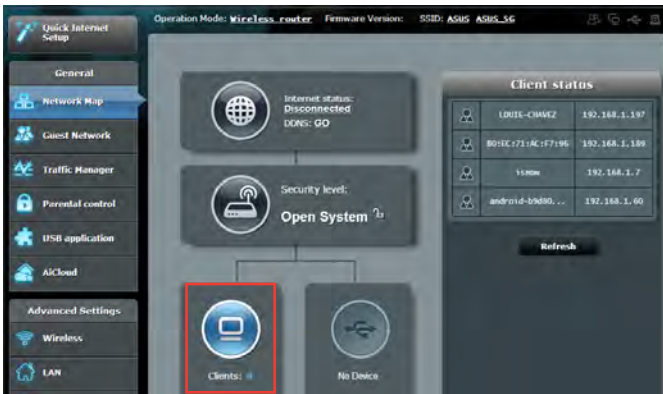 Quick Internet
Setup
Operation Mode: Wireless router Firmware Version: SSID: ASUS ASUS_5G
General
Network Map
Guest Network
Traffic Manager
Parental control
USB application
AiCloud
Advanced Settings
Wireless
LAN
Internet status:
Disconnected
DDNS: GO
Security level:
Open System
Clients:
No Device
Client status
LOUIE-CHAVEZ 192.168.1.197
192.168.1.189
192.168.1.7
android-b9d80... 192.168.1.60
Refresh